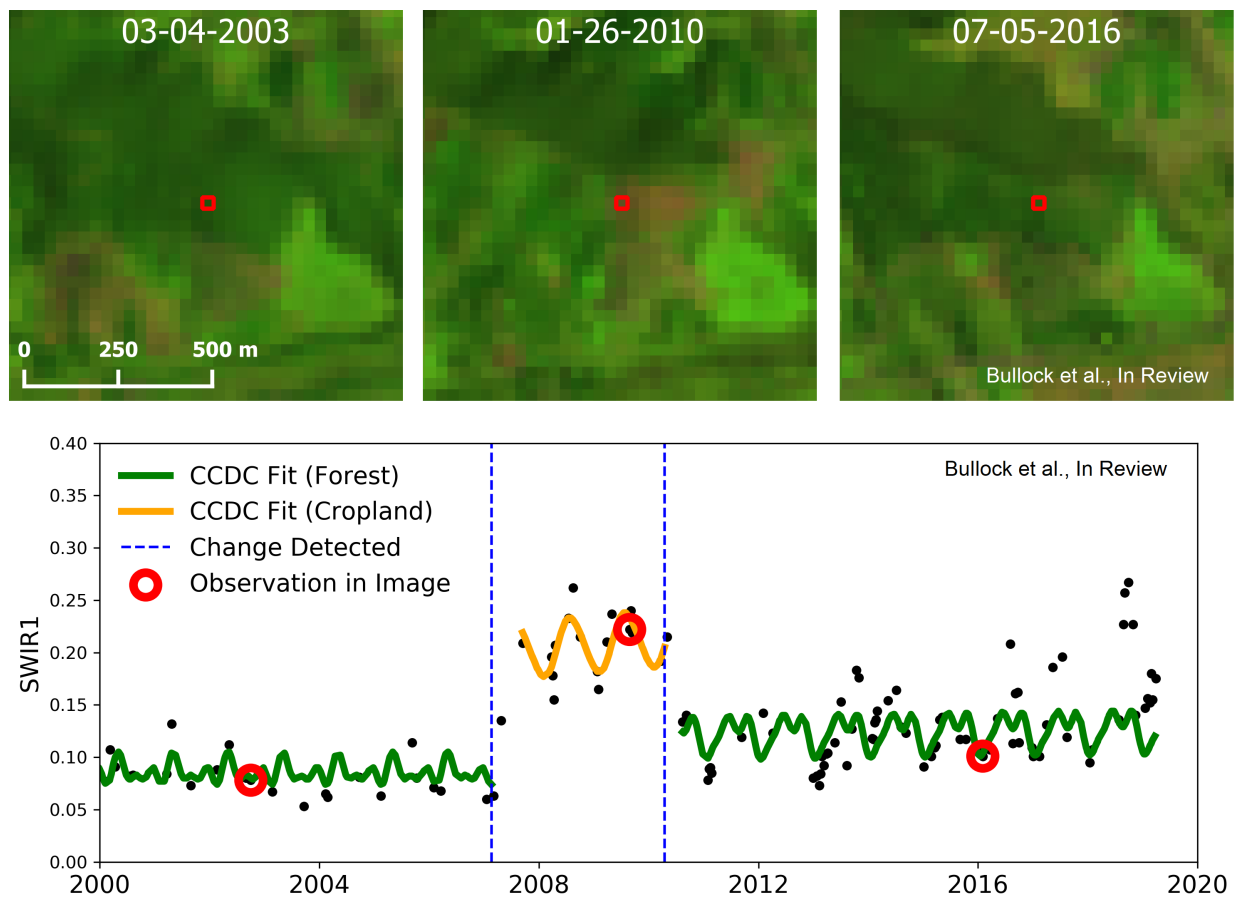 03-04-2003
01-26-2010
07-05-2016
0 250 500 m
Bullock et al., In Review
0.40
0.35
0.30
0.25
0.20
0.15
0.10
0.05
0.00
SWIR1
CCDC Fit (Forest)
CCDC Fit (Cropland)
Change Detected
Observation in Image
Bullock et al., In Review
2000 2004 2008 2012 2016 2020